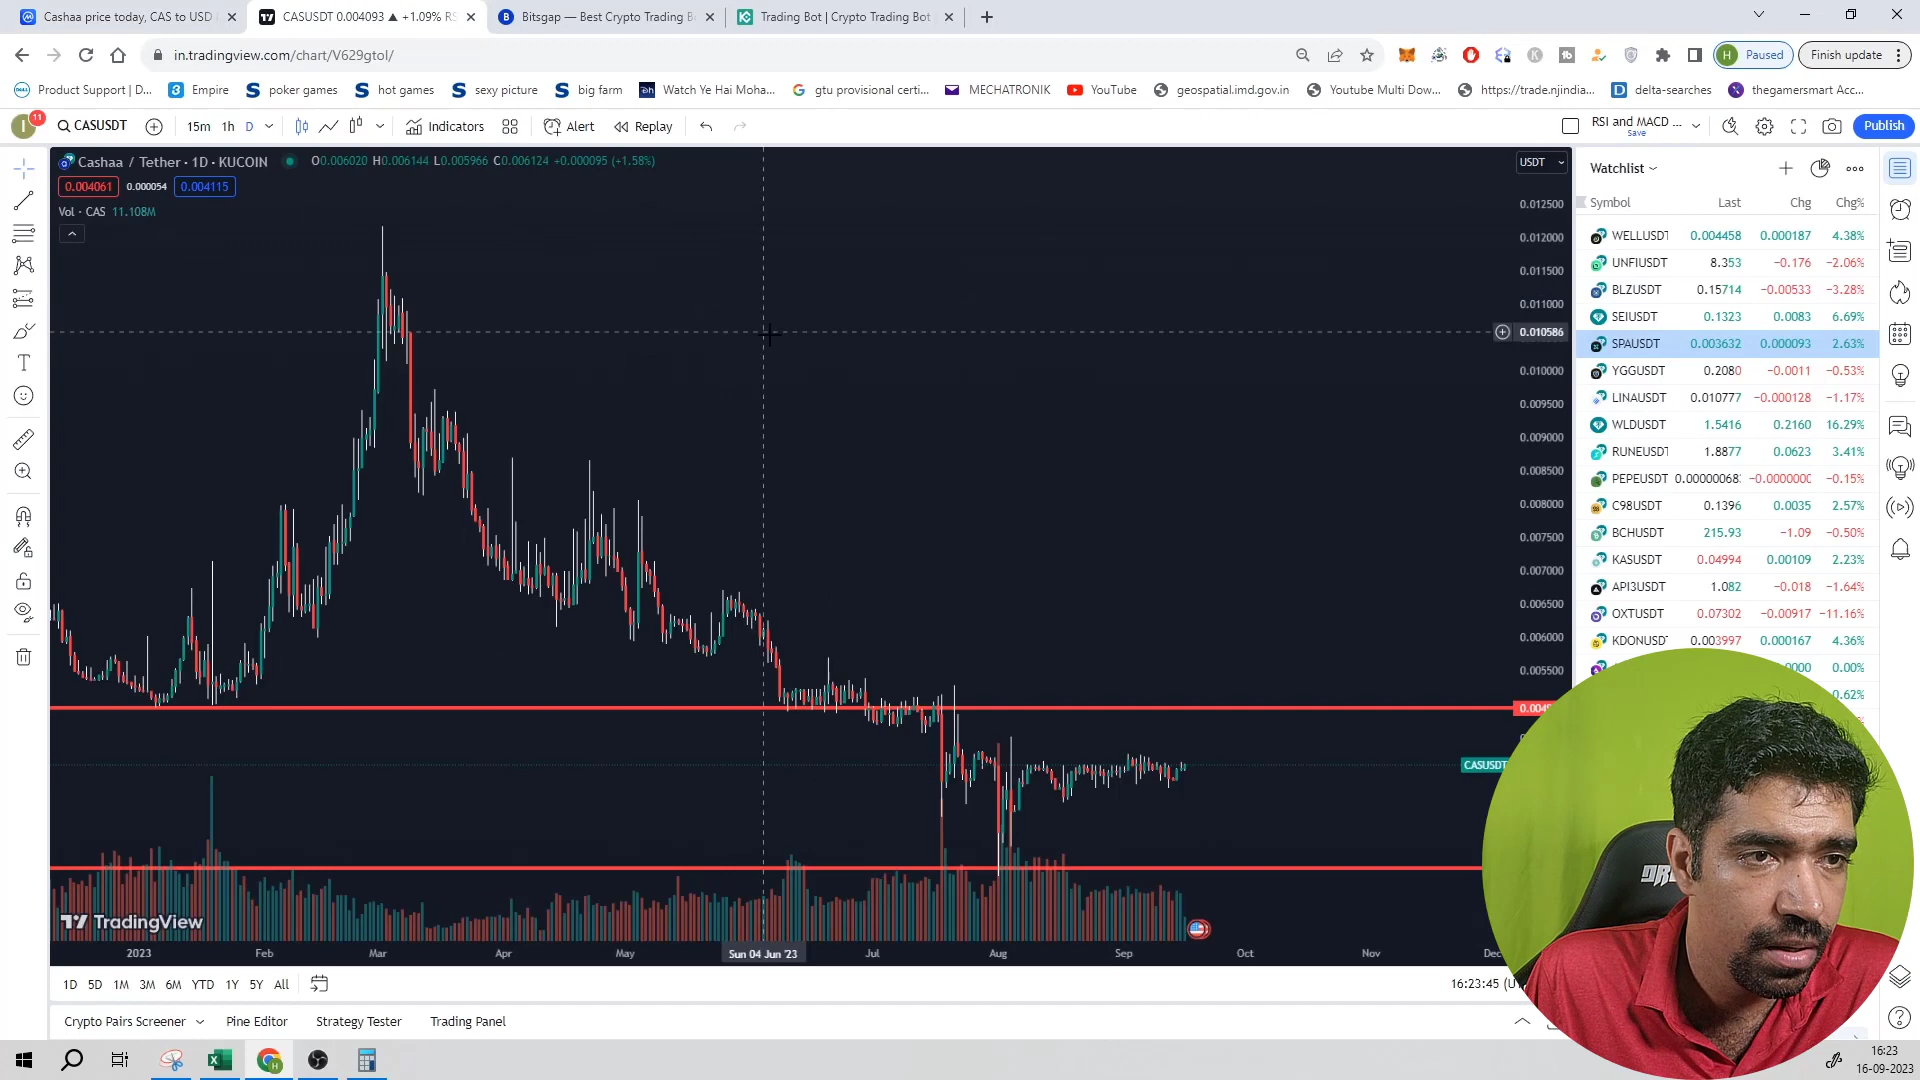 Cashaa price today, CAS to USD
CASUSDT 0.004093 ▲ +1.09% RS
Bitsgap — Best Crypto Trading B
Trading Bot | Crypto Trading Bot
in.tradingview.com/chart/V629gtol/
H Paused
Finish update
Product Support | D...
Empire
poker games
hot games
sexy picture
big farm
Watch Ye Hai Moha...
gtu provisional certi...
MECHATRONIK
YouTube
geospatial.imd.gov.in
Youtube Multi Dow...
https://trade.njindia...
delta-searches
thegamersmart Acc...
I 11
CASUSDT
15m 1h D
Indicators
Alert
Replay
RSI and MACD ...
Save
Publish
Cashaa / Tether · 1D · KUCOIN
O0.006020 H0.006144 L0.005966 C0.006124 +0.000095 (+1.58%)
0.004061 0.000054 0.004115
Vol · CAS 11.108M
USDT
0.012500
0.012000
0.011500
0.011000
0.010586
0.010000
0.009500
0.009000
0.008500
0.008000
0.007500
0.007000
0.006500
0.006000
0.005500
CASUSDT
TradingView
2023 Feb Mar Apr May Sun 04 Jun '23 Jul Aug Sep Oct Nov
1D 5D 1M 3M 6M YTD 1Y 5Y All
16:23:45
Crypto Pairs Screener
Pine Editor
Strategy Tester
Trading Panel
Watchlist
Symbol Last Chg Chg%
WELLUSDT 0.004458 0.000187 4.38%
UNFIUSDT 8.353 −0.176 −2.06%
BLZUSDT 0.15714 −0.00533 −3.28%
SEIUSDT 0.1323 0.0083 6.69%
SPAUSDT 0.003632 0.000093 2.63%
YGGUSDT 0.2080 −0.0011 −0.53%
LINAUSDT 0.010777 −0.000128 −1.17%
WLDUSDT 1.5416 0.2160 16.29%
RUNEUSDT 1.8877 0.0623 3.41%
PEPEUSDT 0.00000068 −0.0000000 −0.15%
C98USDT 0.1396 0.0035 2.57%
BCHUSDT 215.93 −1.09 −0.50%
KASUSDT 0.04994 0.00109 2.23%
API3USDT 1.082 −0.018 −1.64%
OXTUSDT 0.07302 −0.00917 −11.16%
KDONUSDT 0.003997 0.000167 4.36%
0.00%
0.62%
16:23
16-09-2023